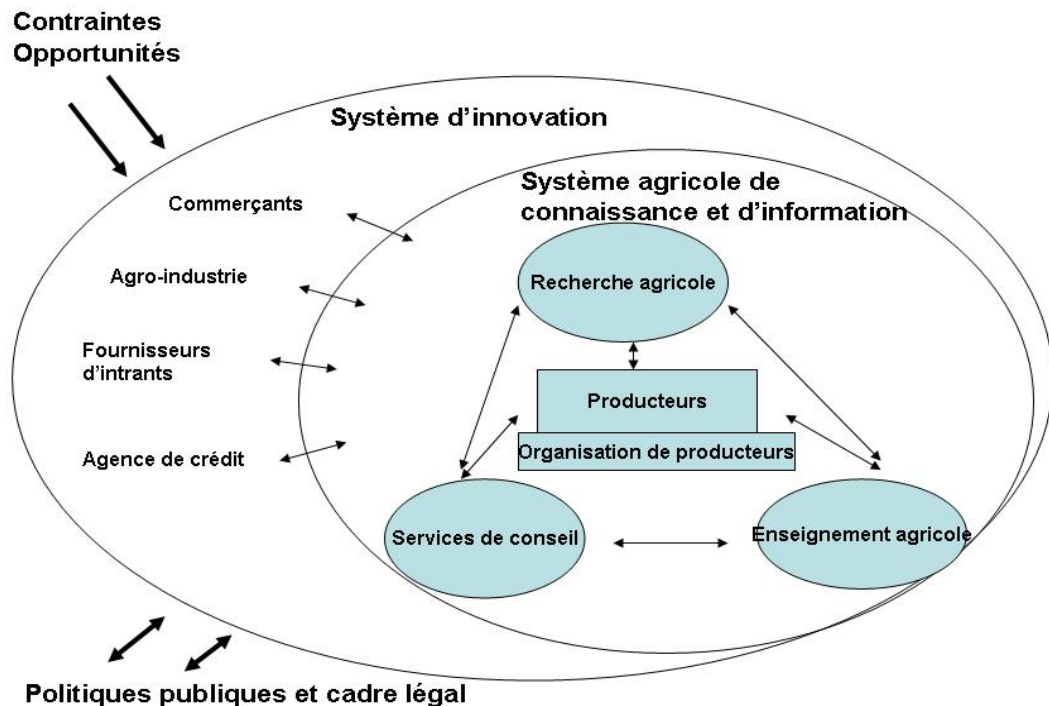 Contraintes
Opportunités
Système d'innovation
Système agricole de
connaissance et d'information
Commerçants
Recherche agricole
Agro-industrie
Fournisseurs
d'intrants
Producteurs
Organisation de producteurs
Agence de crédit
Services de conseil
Enseignement agricole
Politiques publiques et cadre légal